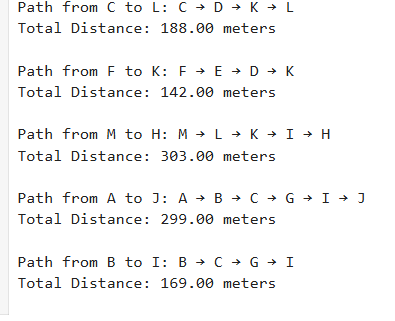 Path from C to L: C → D → K → L
Total Distance: 188.00 meters
Path from F to K: F → E → D → K
Total Distance: 142.00 meters
Path from M to H: M → L → K → I → H
Total Distance: 303.00 meters
Path from A to J: A → B → C → G → I → J
Total Distance: 299.00 meters
Path from B to I: B → C → G → I
Total Distance: 169.00 meters